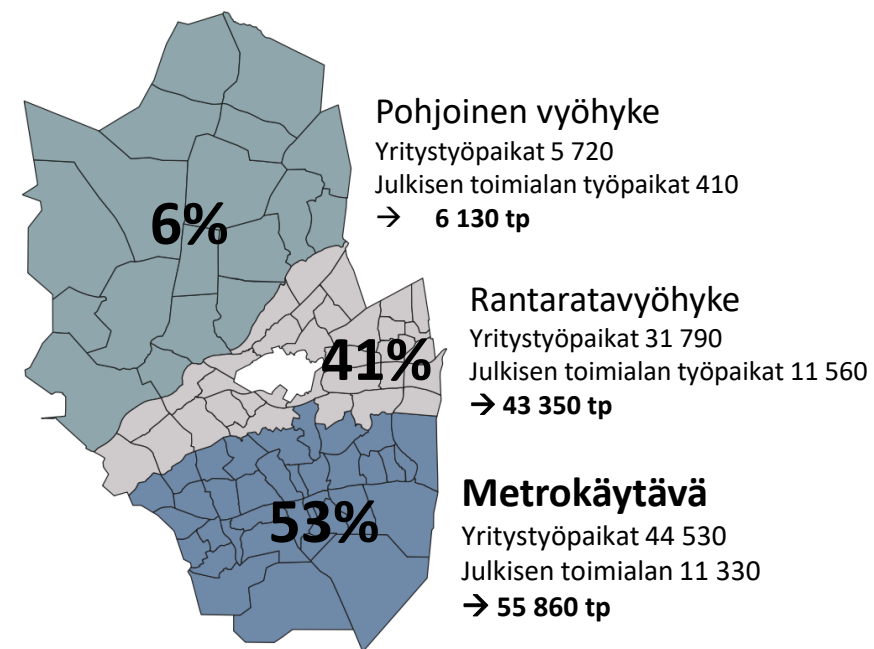 Pohjoinen vyöhyke
Yritystyöpaikat 5 720
Julkisen toimialan työpaikat 410
→ 6 130 tp
6%
Rantaratavyöhyke
Yritystyöpaikat 31 790
Julkisen toimialan työpaikat 11 560
→ 43 350 tp
41%
Metrokäytävä
Yritystyöpaikat 44 530
Julkisen toimialan 11 330
→ 55 860 tp
53%